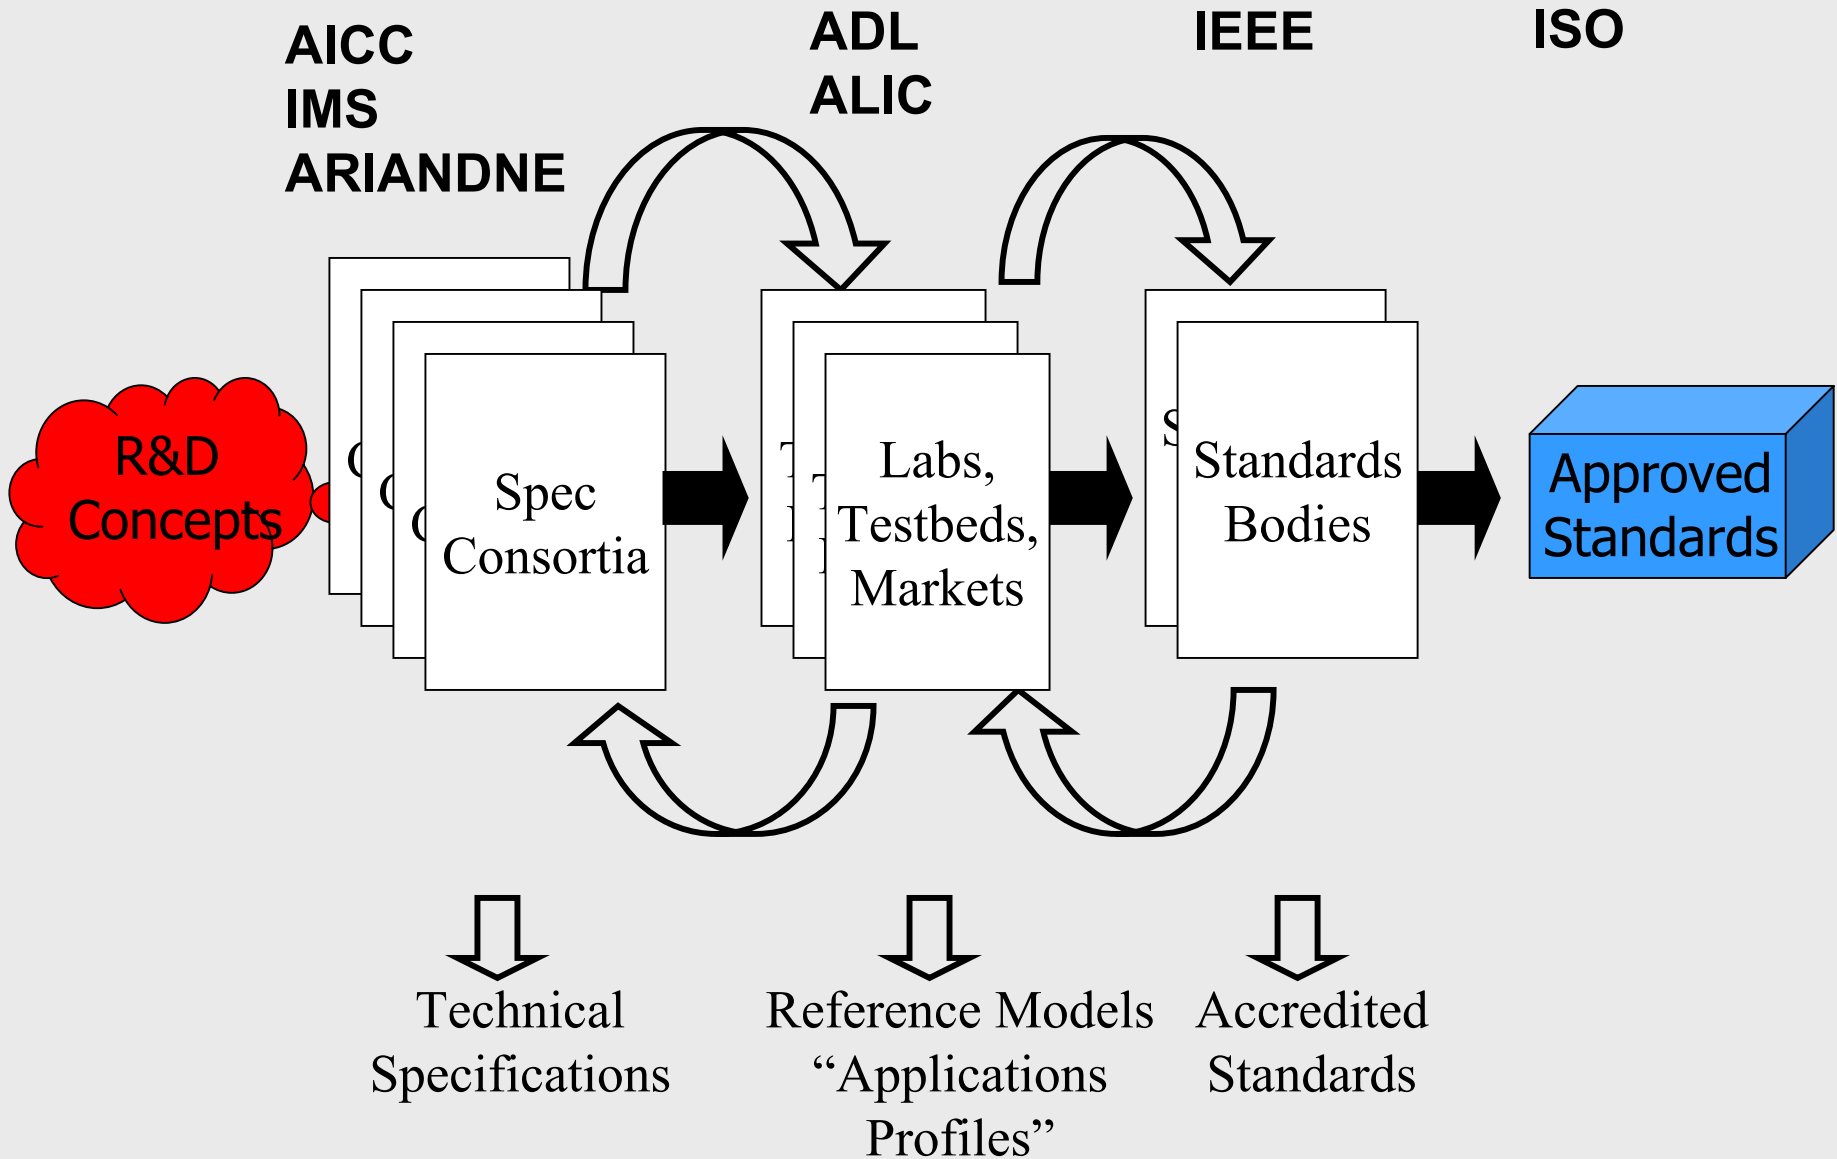 AICC
IMS
ARIANDNE
ADL
ALIC
IEEE
ISO
R&D
Concepts
Spec
Consortia
Labs,
Testbeds,
Markets
Standards
Bodies
Approved
Standards
Technical
Specifications
Reference Models
“Applications
Profiles”
Accredited
Standards